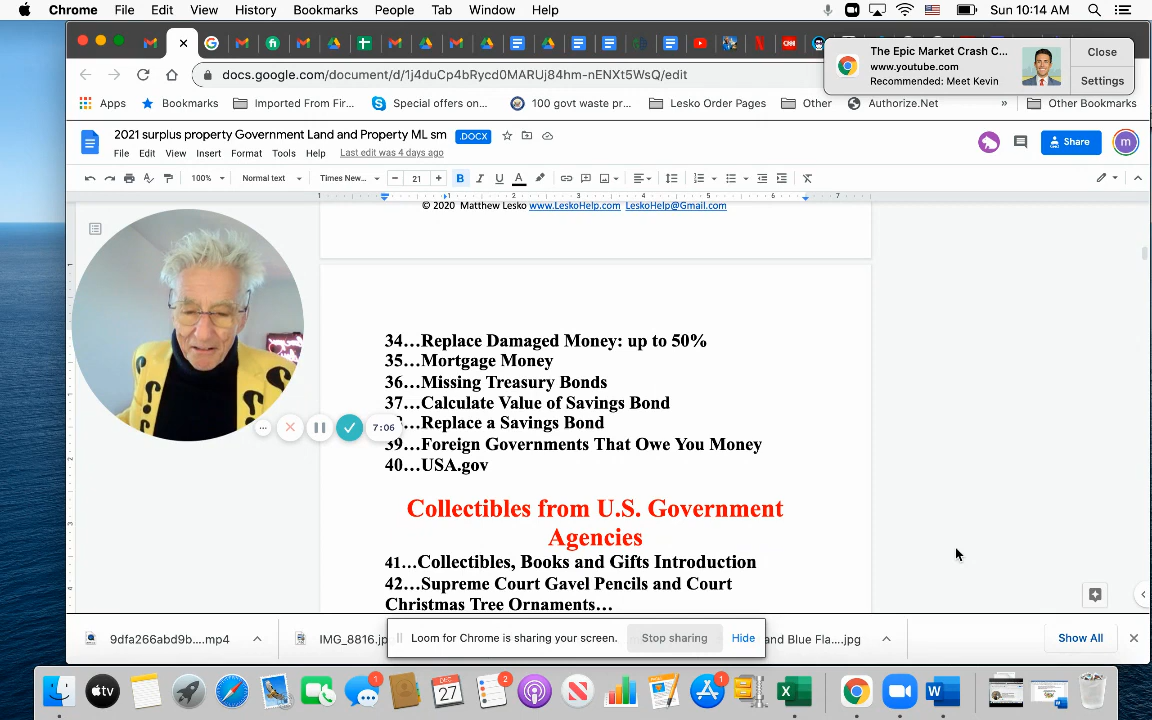 Chrome File Edit View History Bookmarks People Tab Window Help Sun 10:14 AM
docs.google.com/document/d/1j4duCp4bRycd0MARUj84hm-nENXt5WsQ/edit
The Epic Market Crash C...
www.youtube.com
Recommended: Meet Kevin
Close
Settings
Apps Bookmarks Imported From Fir... Special offers on... 100 govt waste pr... Lesko Order Pages Other Authorize.Net » Other Bookmarks
2021 surplus property Government Land and Property ML sm .DOCX
File Edit View Insert Format Tools Help Last edit was 4 days ago
Share m
100% Normal text Times New... 21 B I U A
© 2020 Matthew Lesko www.LeskoHelp.com LeskoHelp@Gmail.com
34...Replace Damaged Money: up to 50%
35...Mortgage Money
36...Missing Treasury Bonds
37...Calculate Value of Savings Bond
...Replace a Savings Bond
7:06
39...Foreign Governments That Owe You Money
40...USA.gov
Collectibles from U.S. Government
Agencies
41...Collectibles, Books and Gifts Introduction
42...Supreme Court Gavel Pencils and Court
Christmas Tree Ornaments...
9dfa266abd9b....mp4 IMG_8816.jp and Blue Fla....jpg Show All
Loom for Chrome is sharing your screen. Stop sharing Hide
tv 1 DEC 27 2 1